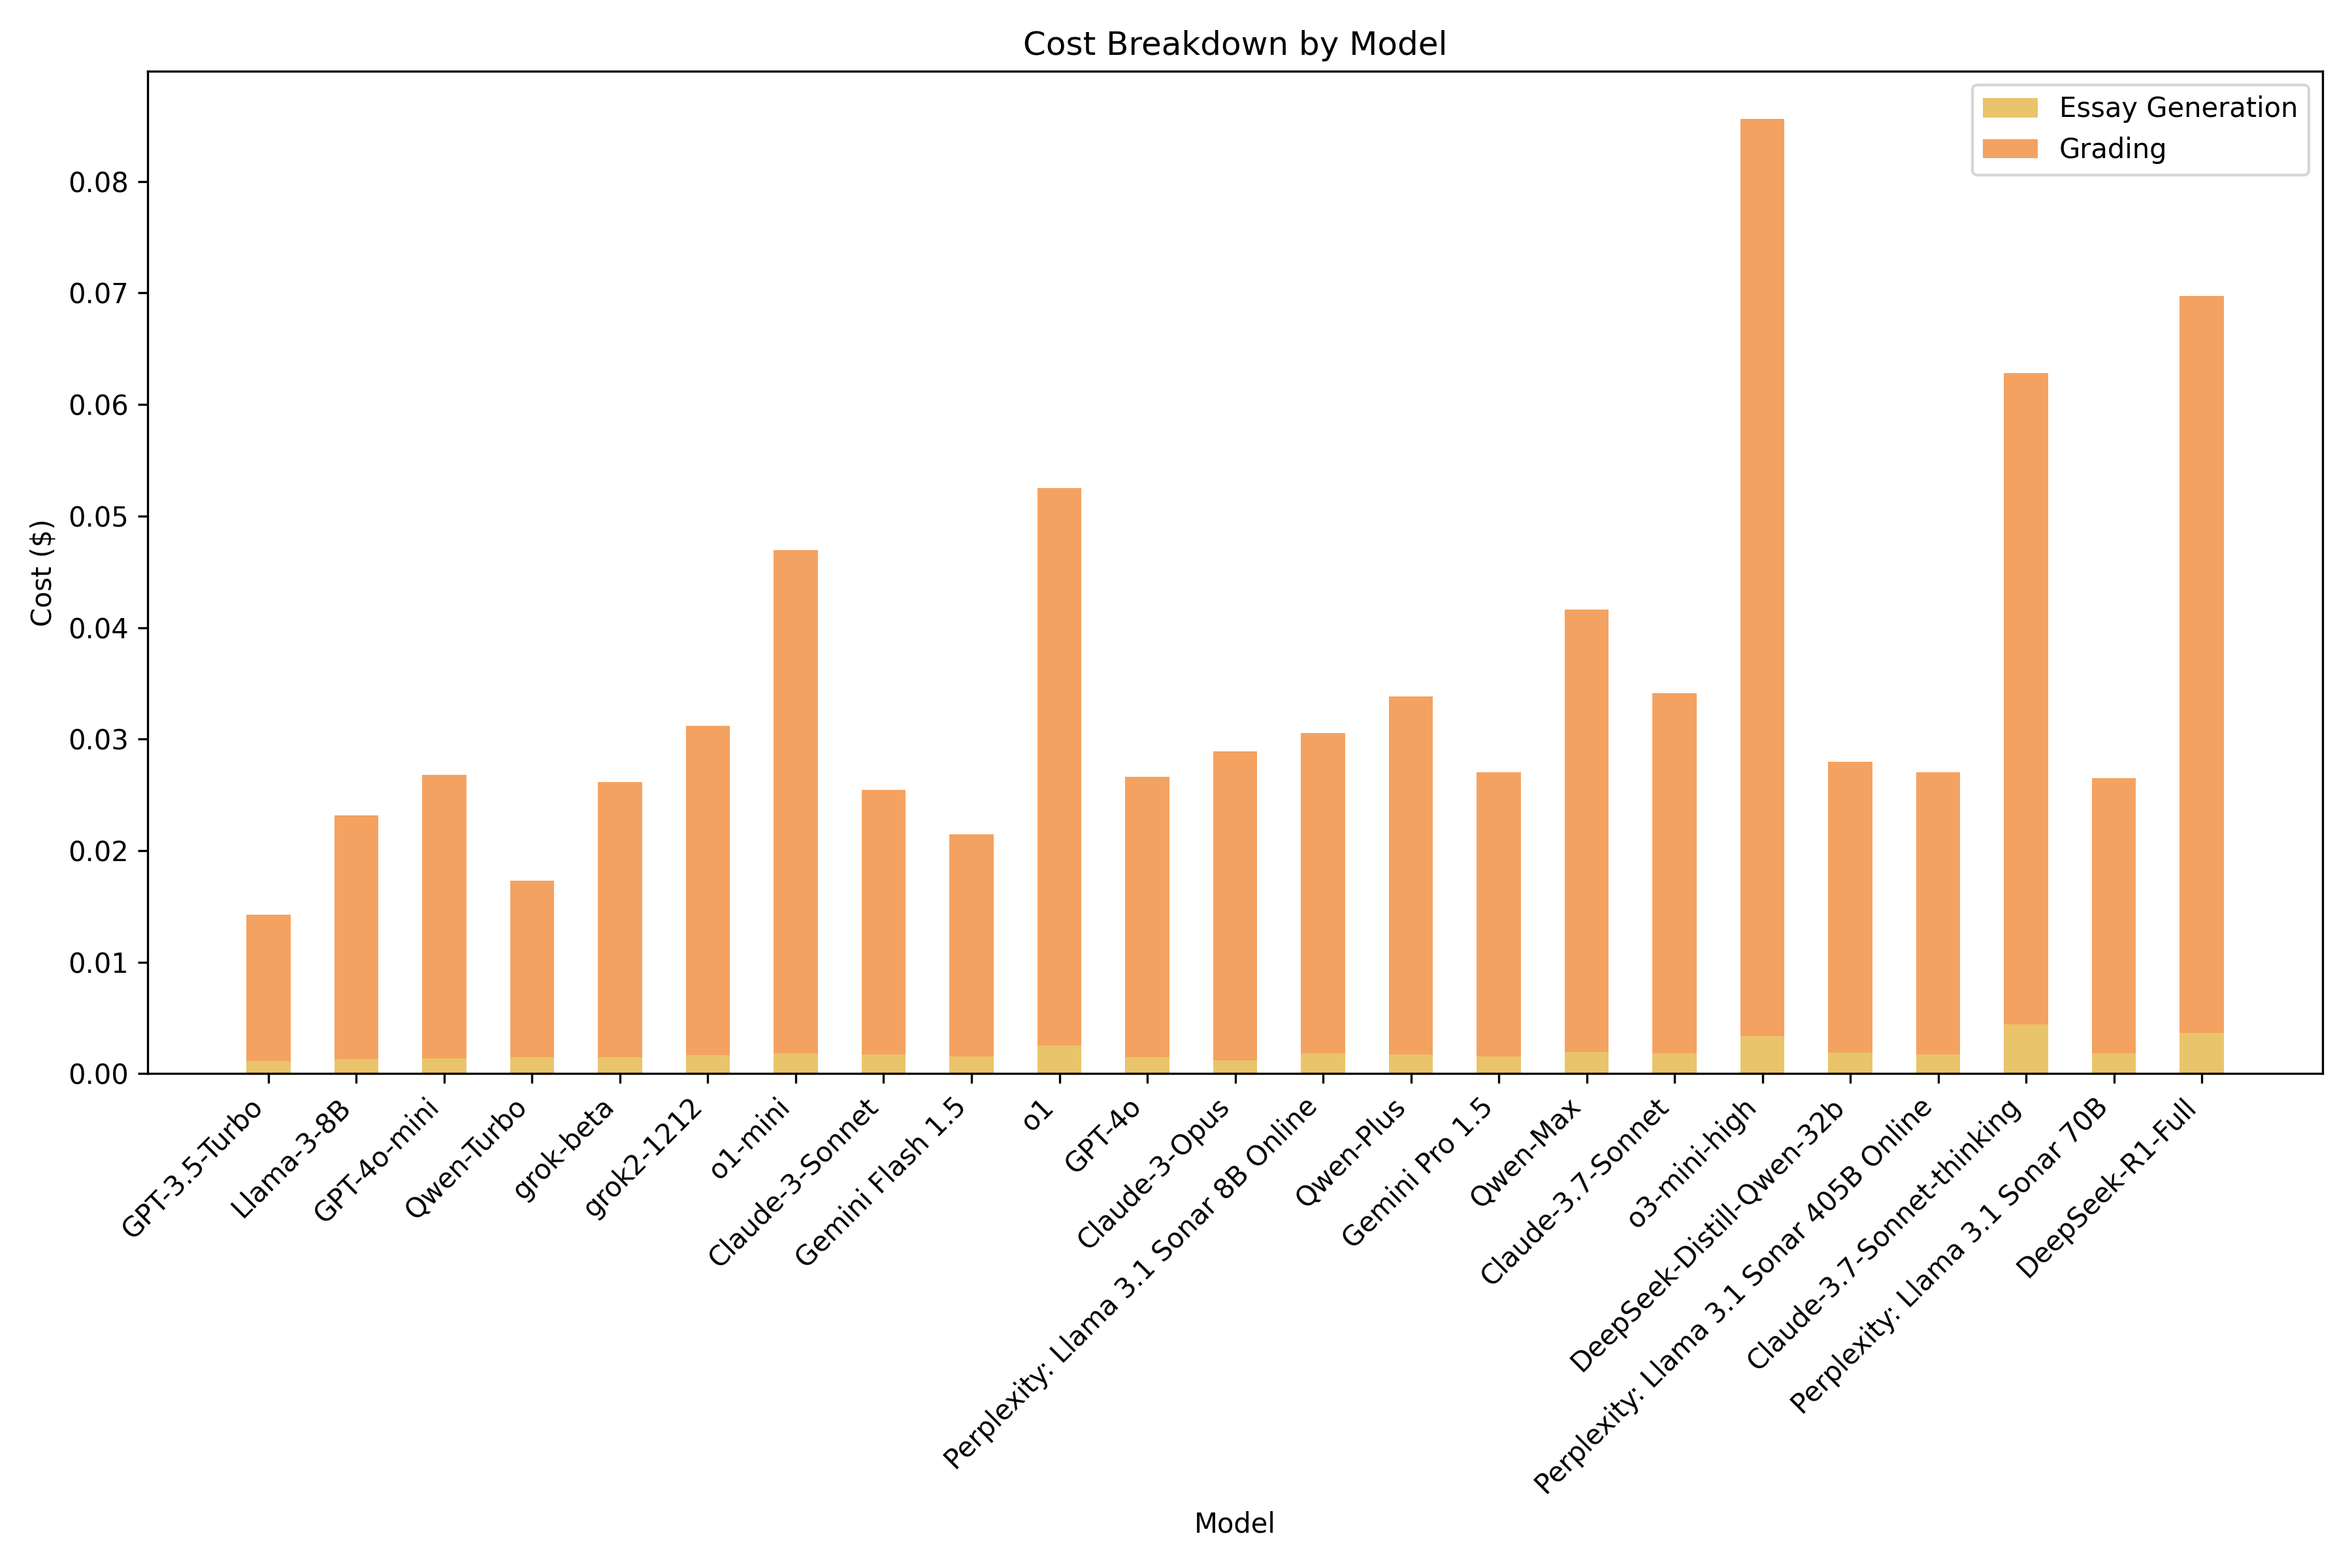 Cost Breakdown by Model
Essay Generation
Grading
Cost ($)
0.08
0.07
0.06
0.05
0.04
0.03
0.02
0.01
0.00
GPT-3.5-Turbo
Llama-3-8B
GPT-4o-mini
Qwen-Turbo
grok-beta
grok2-1212
o1-mini
Claude-3-Sonnet
Gemini Flash 1.5
o1
GPT-4o
Claude-3-Opus
Perplexity: Llama 3.1 Sonar 8B Online
Qwen-Plus
Gemini Pro 1.5
Qwen-Max
Claude-3.7-Sonnet
o3-mini-high
DeepSeek-Distill-Qwen-32b
Perplexity: Llama 3.1 Sonar 405B Online
Claude-3.7-Sonnet-thinking
Perplexity: Llama 3.1 Sonar 70B
DeepSeek-R1-Full
Model